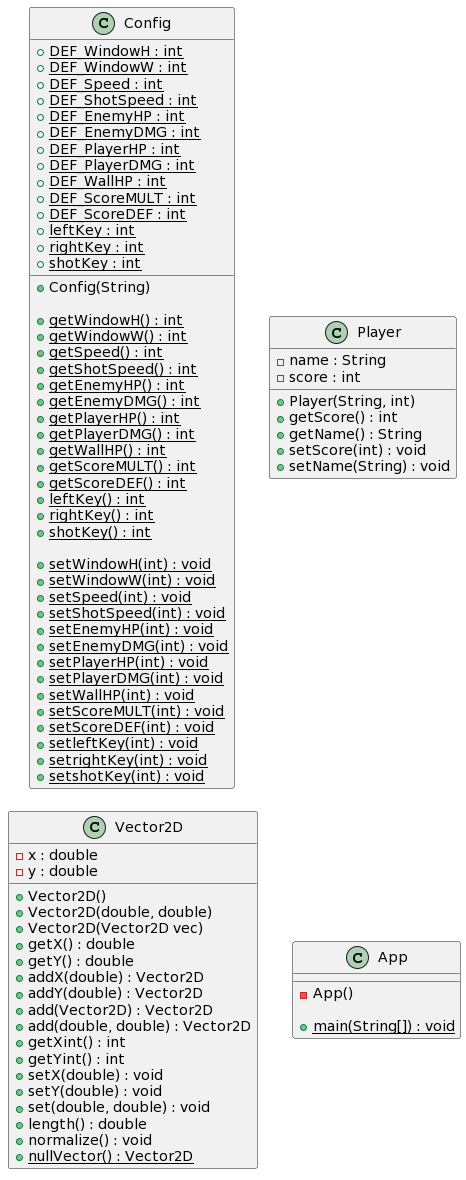 C Config
DEF_WindowH : int
DEF_WindowW : int
DEF_Speed : int
DEF_ShotSpeed : int
DEF_EnemyHP : int
DEF_EnemyDMG : int
DEF_PlayerHP : int
DEF_PlayerDMG : int
DEF_WallHP : int
DEF_ScoreMULT : int
DEF_ScoreDEF : int
leftKey : int
rightKey : int
shotKey : int
Config(String)
getWindowH() : int
getWindowW() : int
getSpeed() : int
getShotSpeed() : int
getEnemyHP() : int
getEnemyDMG() : int
getPlayerHP() : int
getPlayerDMG() : int
getWallHP() : int
getScoreMULT() : int
getScoreDEF() : int
leftKey() : int
rightKey() : int
shotKey() : int
setWindowH(int) : void
setWindowW(int) : void
setSpeed(int) : void
setShotSpeed(int) : void
setEnemyHP(int) : void
setEnemyDMG(int) : void
setPlayerHP(int) : void
setPlayerDMG(int) : void
setWallHP(int) : void
setScoreMULT(int) : void
setScoreDEF(int) : void
setleftKey(int) : void
setrightKey(int) : void
setshotKey(int) : void
C Player
name : String
score : int
Player(String, int)
getScore() : int
getName() : String
setScore(int) : void
setName(String) : void
C Vector2D
x : double
y : double
Vector2D()
Vector2D(double, double)
Vector2D(Vector2D vec)
getX() : double
getY() : double
addX(double) : Vector2D
addY(double) : Vector2D
add(Vector2D) : Vector2D
add(double, double) : Vector2D
getXint() : int
getYint() : int
setX(double) : void
setY(double) : void
set(double, double) : void
length() : double
normalize() : void
nullVector() : Vector2D
C App
App()
main(String[]) : void